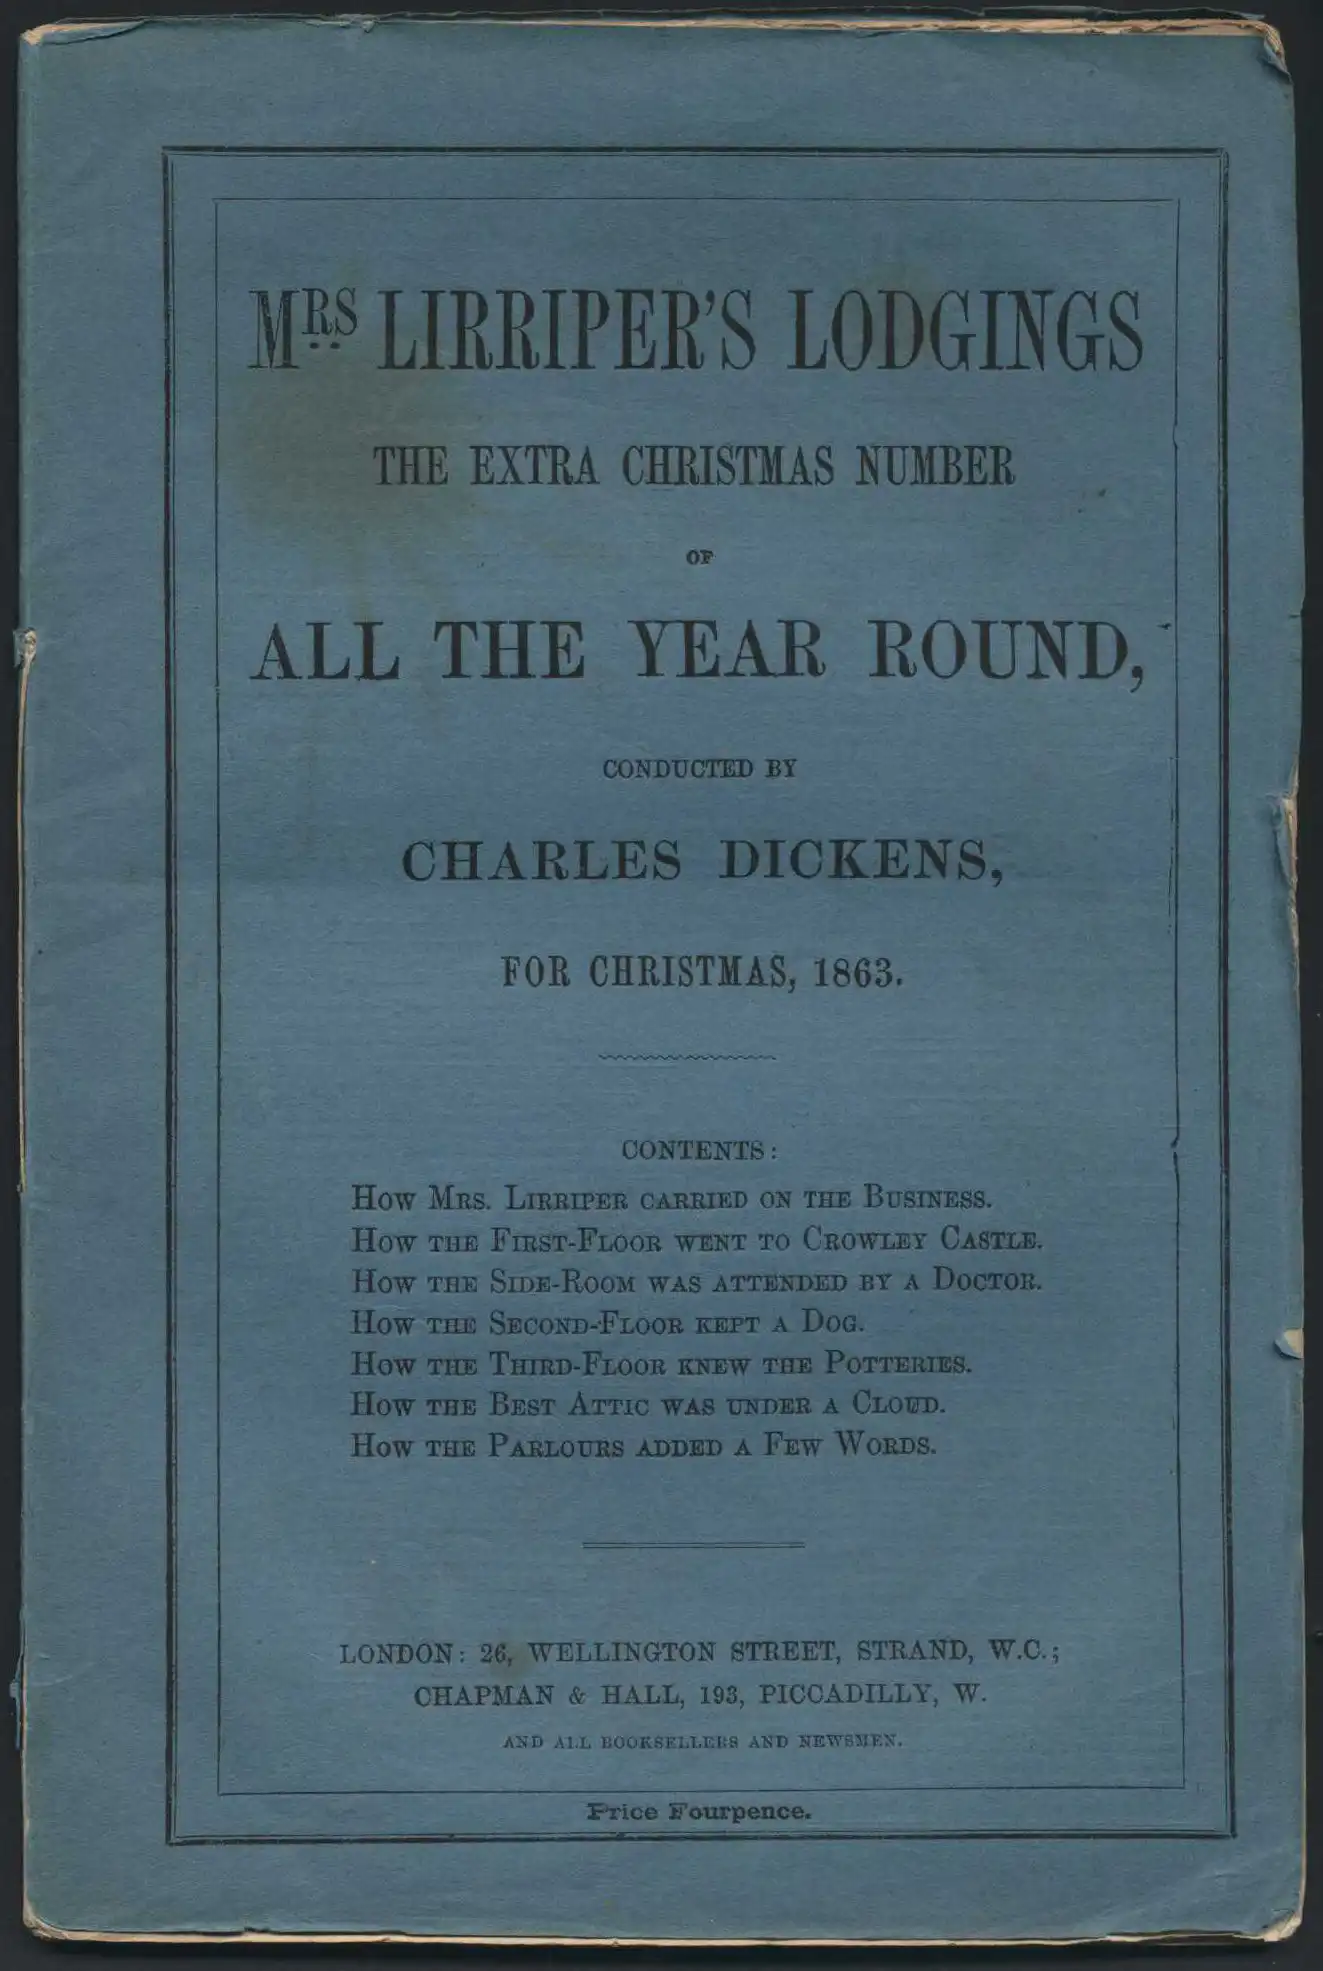 MRS LIRRIPER'S LODGINGS
THE EXTRA CHRISTMAS NUMBER
OF
ALL THE YEAR ROUND,
CONDUCTED BY
CHARLES DICKENS,
FOR CHRISTMAS, 1863.
CONTENTS:
HOW MRS. LIRRIPER CARRIED ON THE BUSINESS.
HOW THE FIRST-FLOOR WENT TO CROWLEY CASTLE.
HOW THE SIDE-ROOM WAS ATTENDED BY A DOCTOR.
HOW THE SECOND-FLOOR KEPT A DOG.
HOW THE THIRD-FLOOR KNEW THE POTTERIES.
HOW THE BEST ATTIC WAS UNDER A CLOUD.
HOW THE PARLOURS ADDED A FEW WORDS.
LONDON: 26, WELLINGTON STREET, STRAND, W.C.;
CHAPMAN & HALL, 193, PICCADILLY, W.
AND ALL BOOKSELLERS AND NEWSMEN.
Price Fourpence.